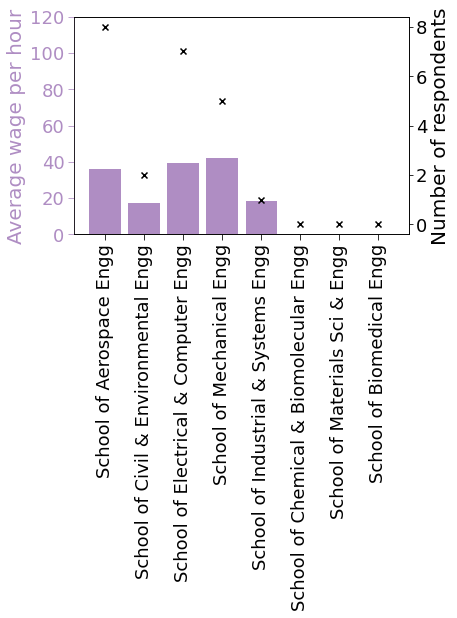 Average wage per hour
120
100
80
60
40
20
0
Number of respondents
8
6
4
2
0
School of Aerospace Engg
School of Civil & Environmental Engg
School of Electrical & Computer Engg
School of Mechanical Engg
School of Industrial & Systems Engg
School of Chemical & Biomolecular Engg
School of Materials Sci & Engg
School of Biomedical Engg